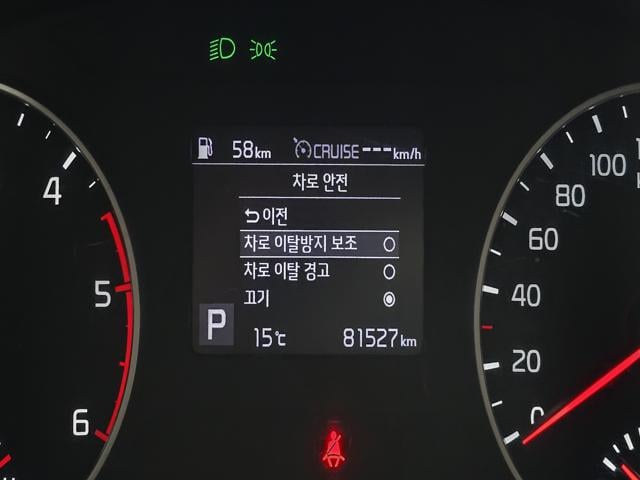 58km CRUISE ---km/h
차로 안전
이전
차로 이탈방지 보조
차로 이탈 경고
끄기
P
15℃ 81527km
4
5
6
100
80
60
40
20
0